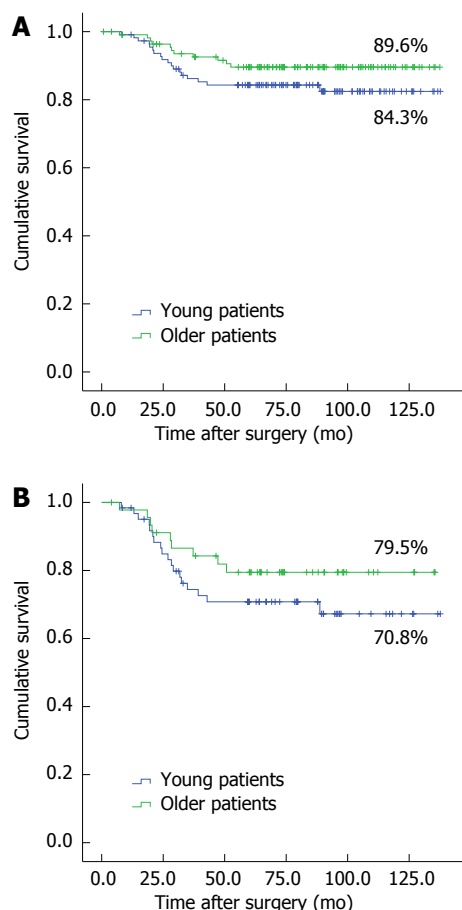 A
1.0
0.8
0.6
0.4
0.2
0.0
Cumulative survival
89.6%
84.3%
Young patients
Older patients
0.0 25.0 50.0 75.0 100.0 125.0
Time after surgery (mo)
B
1.0
0.8
0.6
0.4
0.2
0.0
Cumulative survival
79.5%
70.8%
Young patients
Older patients
0.0 25.0 50.0 75.0 100.0 125.0
Time after surgery (mo)